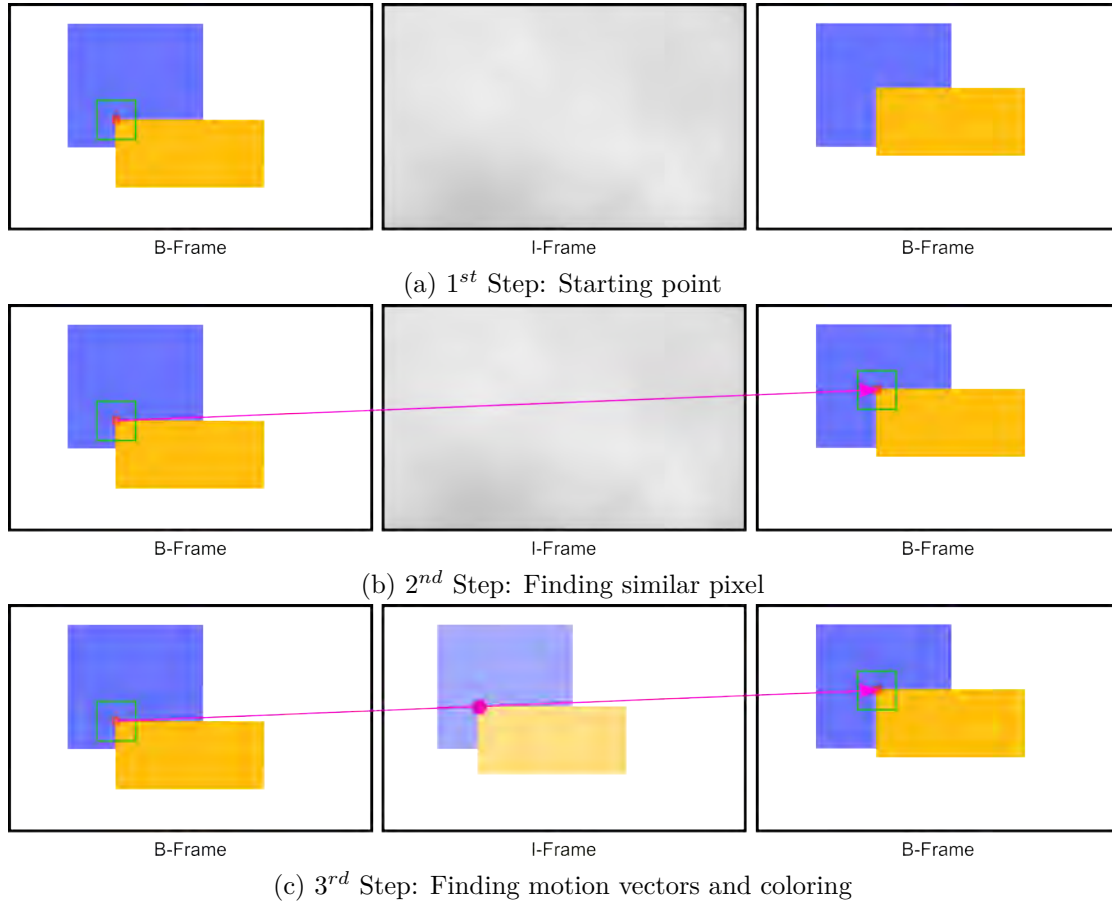 B-Frame I-Frame B-Frame
(a) 1st Step: Starting point
B-Frame I-Frame B-Frame
(b) 2nd Step: Finding similar pixel
B-Frame I-Frame B-Frame
(c) 3rd Step: Finding motion vectors and coloring